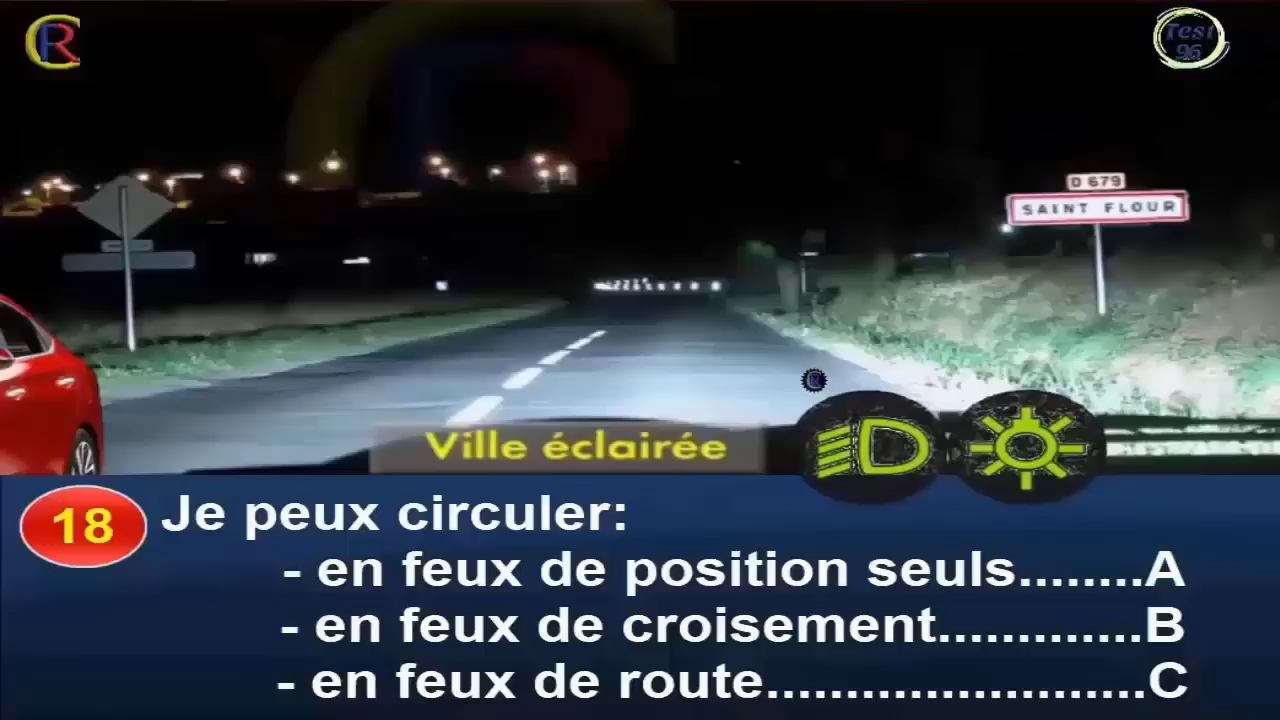 CR
Test
96
D 679
SAINT FLOUR
Ville éclairée
18 Je peux circuler:
- en feux de position seuls........A
- en feux de croisement.............B
- en feux de route........................C